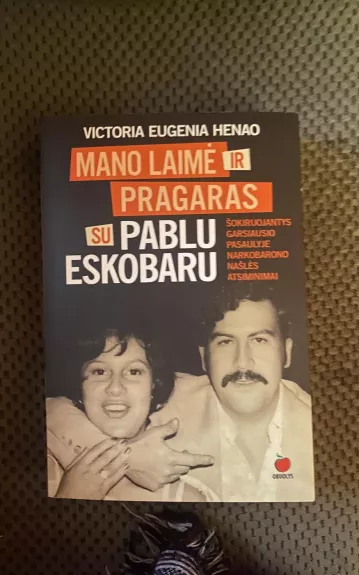 VICTORIA EUGENIA HENAO
MANO LAIMĖ IR
PRAGARAS
SU PABLU
ESKOBARU
ŠOKIRUOJANTYS
GARSIAUSIO
PASAULYJE
NARKOBARONO
NAŠLĖS
ATSIMINIMAI
OBUOLYS